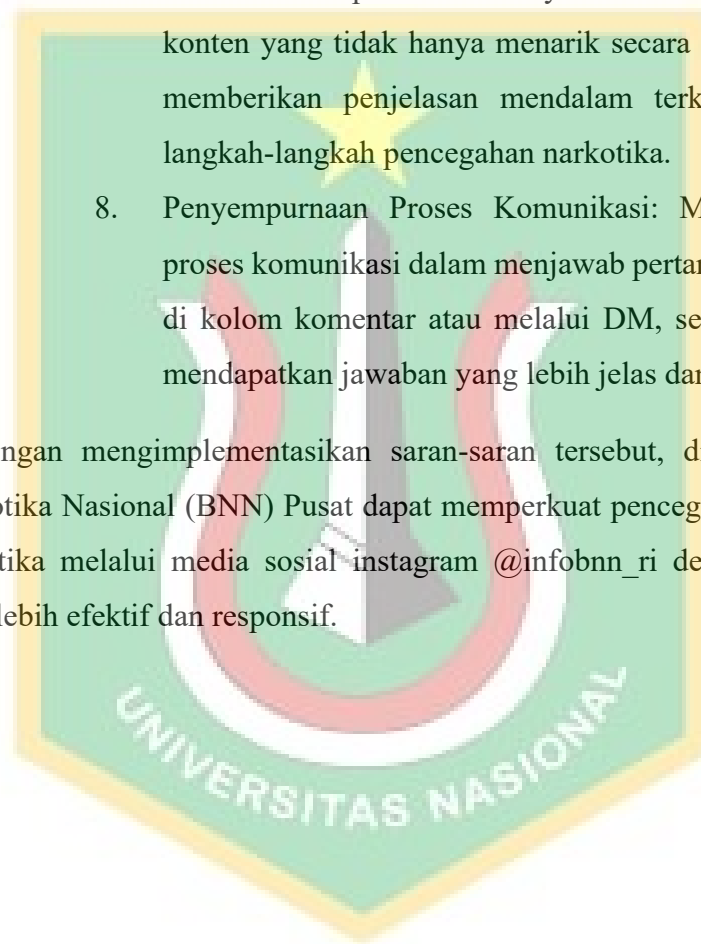 konten yang tidak hanya menarik secara
memberikan penjelasan mendalam terk
langkah-langkah pencegahan narkotika.
8. Penyempurnaan Proses Komunikasi: M
proses komunikasi dalam menjawab pertan
di kolom komentar atau melalui DM, se
mendapatkan jawaban yang lebih jelas dan
ngan mengimplementasikan saran-saran tersebut, di
otika Nasional (BNN) Pusat dapat memperkuat penceg
tika melalui media sosial instagram @infobnn_ri de
lebih efektif dan responsif.
UNIVERSITAS NASIONAL